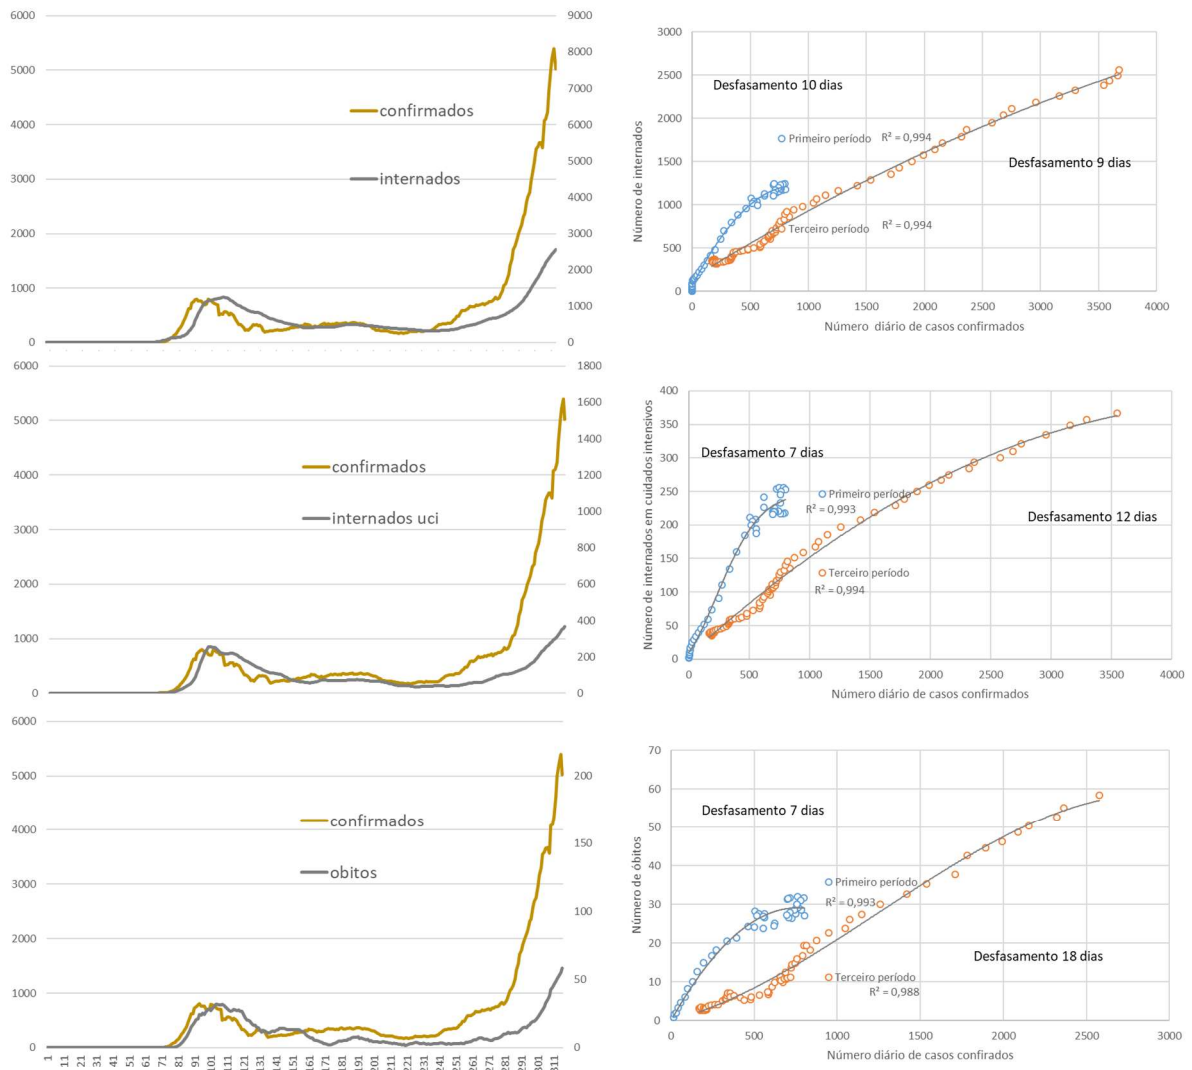 6000
5000
4000
3000
2000
1000
0
9000
8000
7000
6000
5000
4000
3000
2000
1000
0
confirmados
internados
3000
2500
2000
1500
1000
500
0
0 500 1000 1500 2000 2500 3000 3500 4000
Número de internados
Número diário de casos confirmados
Desfasamento 10 dias
Primeiro período R² = 0,994
Desfasamento 9 dias
Terceiro período R² = 0,994
6000
5000
4000
3000
2000
1000
0
1800
1600
1400
1200
1000
800
600
400
200
0
confirmados
internados uci
400
350
300
250
200
150
100
50
0
0 500 1000 1500 2000 2500 3000 3500 4000
Número de internados em cuidados intensivos
Número diário de casos confirmados
Desfasamento 7 dias
Primeiro período
R² = 0,993
Desfasamento 12 dias
Terceiro período
R² = 0,994
6000
5000
4000
3000
2000
1000
0
200
150
100
50
0
confirmados
obitos
1 11 21 31 41 51 61 71 81 91 101 111 121 131 141 151 161 171 181 191 201 211 221 231 241 251 261 271 281 291 301 311
70
60
50
40
30
20
10
0
0 500 1000 1500 2000 2500 3000
Número de óbitos
Número diário de casos confirados
Desfasamento 7 dias
Primeiro período
R² = 0,993
Desfasamento 18 dias
Terceiro período
R² = 0,988